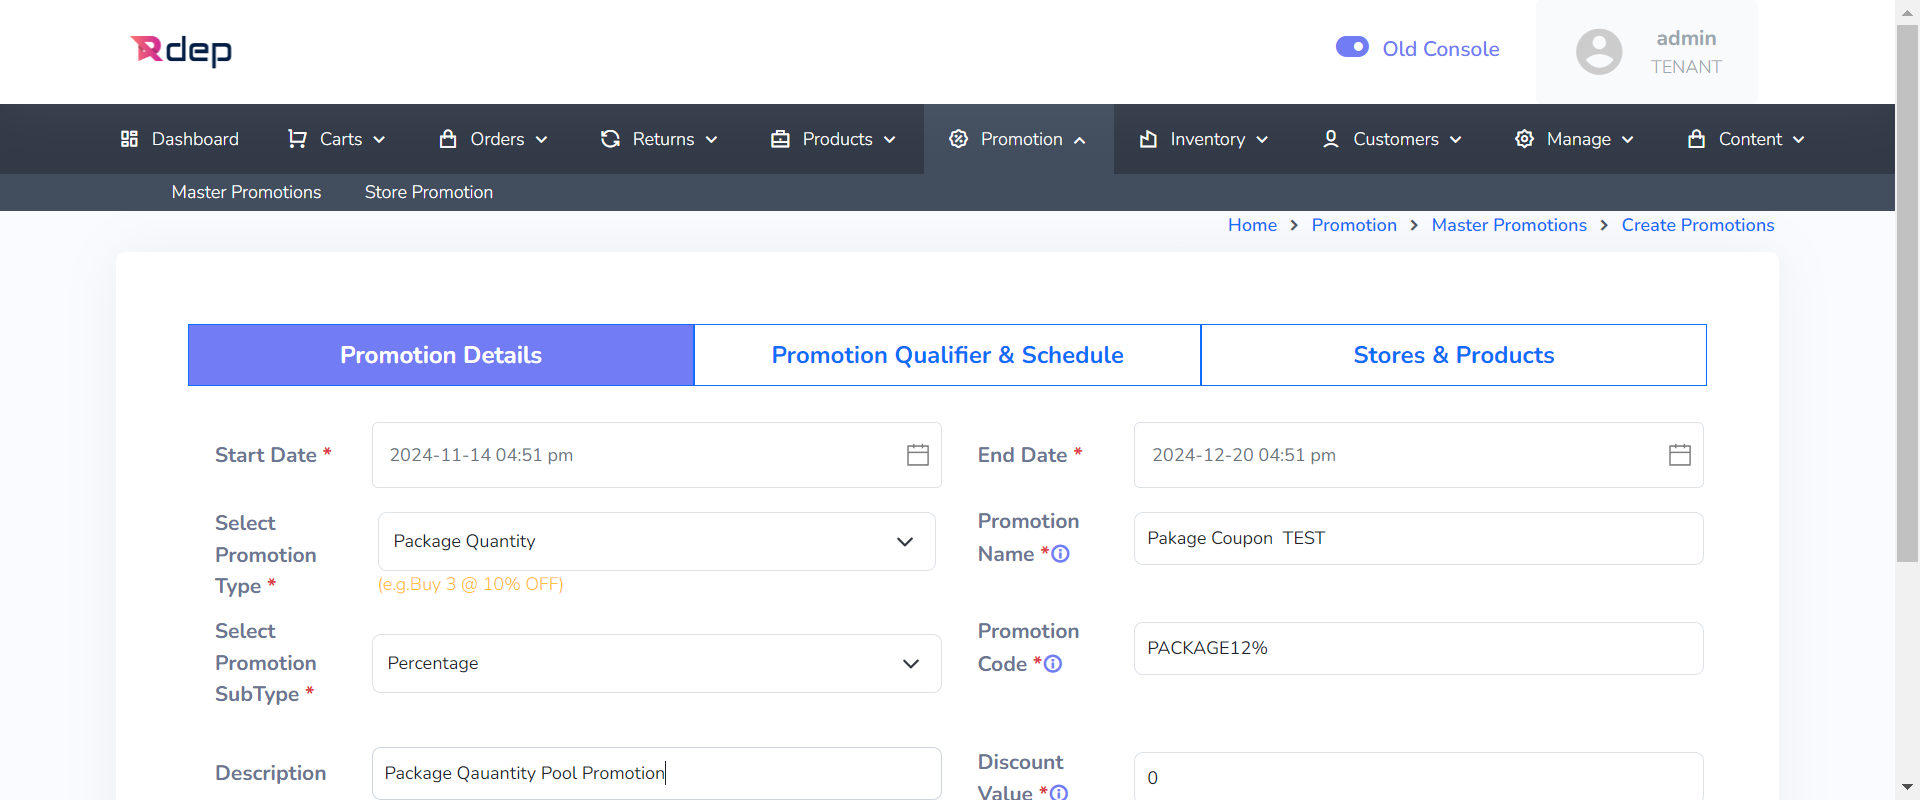 Rdep
Old Console
admin
TENANT
Dashboard
Carts
Orders
Returns
Products
Promotion
Inventory
Customers
Manage
Content
Master Promotions
Store Promotion
Home > Promotion > Master Promotions > Create Promotions
Promotion Details
Promotion Qualifier & Schedule
Stores & Products
Start Date *
2024-11-14 04:51 pm
End Date *
2024-12-20 04:51 pm
Select
Promotion
Type *
Package Quantity
(e.g.Buy 3 @ 10% OFF)
Promotion
Name *
Pakage Coupon  TEST
Select
Promotion
SubType *
Percentage
Promotion
Code *
PACKAGE12%
Description
Package Qauantity Pool Promotion
Discount
Value *
0